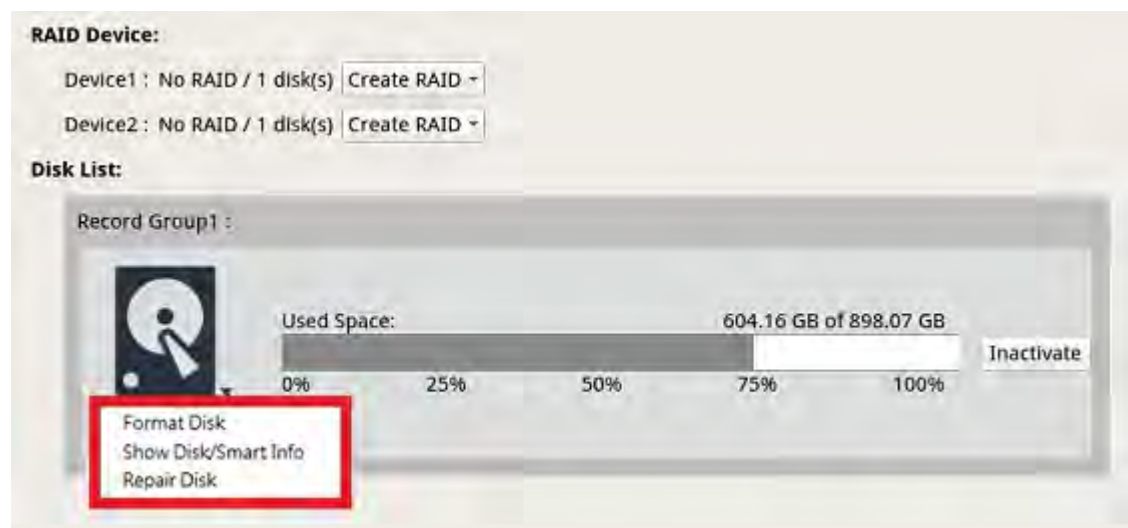 RAID Device:
Device1 : No RAID / 1 disk(s) Create RAID
Device2 : No RAID / 1 disk(s) Create RAID
Disk List:
Record Group1 :
Used Space: 604.16 GB of 898.07 GB
Inactivate
0% 25% 50% 75% 100%
Format Disk
Show Disk/Smart Info
Repair Disk